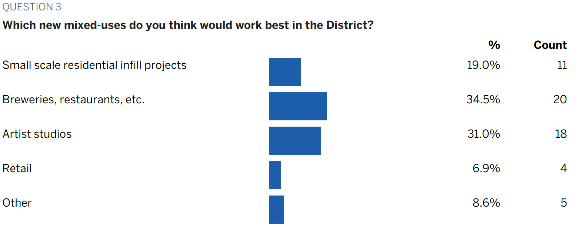 QUESTION 3
Which new mixed-uses do you think would work best in the District?
% Count
Small scale residential infill projects 19.0% 11
Breweries, restaurants, etc. 34.5% 20
Artist studios 31.0% 18
Retail 6.9% 4
Other 8.6% 5